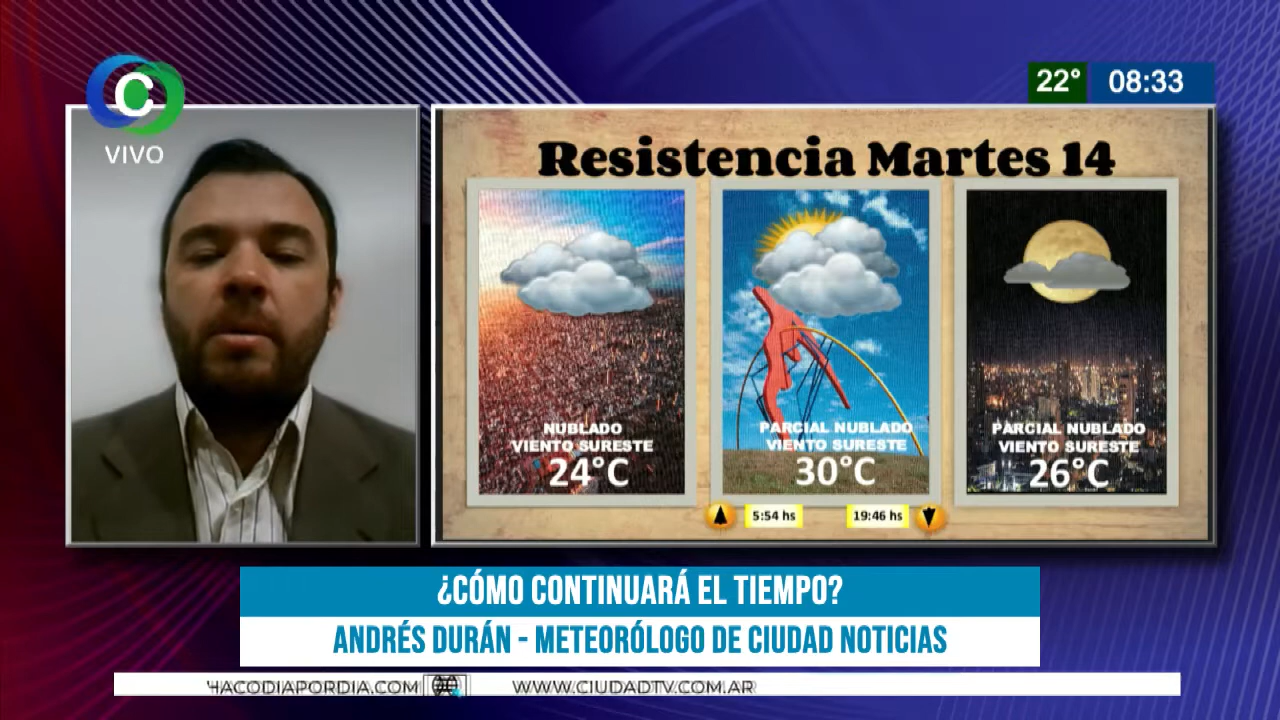 C
VIVO
22° 08:33
Resistencia Martes 14
NUBLADO
VIENTO SURESTE
24°C
PARCIAL NUBLADO
VIENTO SURESTE
30°C
PARCIAL NUBLADO
VIENTO SURESTE
26°C
5:54 hs
19:46 hs
¿CÓMO CONTINUARÁ EL TIEMPO?
ANDRÉS DURÁN - METEORÓLOGO DE CIUDAD NOTICIAS
HACODIAPORDIA.COM WWW.CIUDADTV.COM.AR